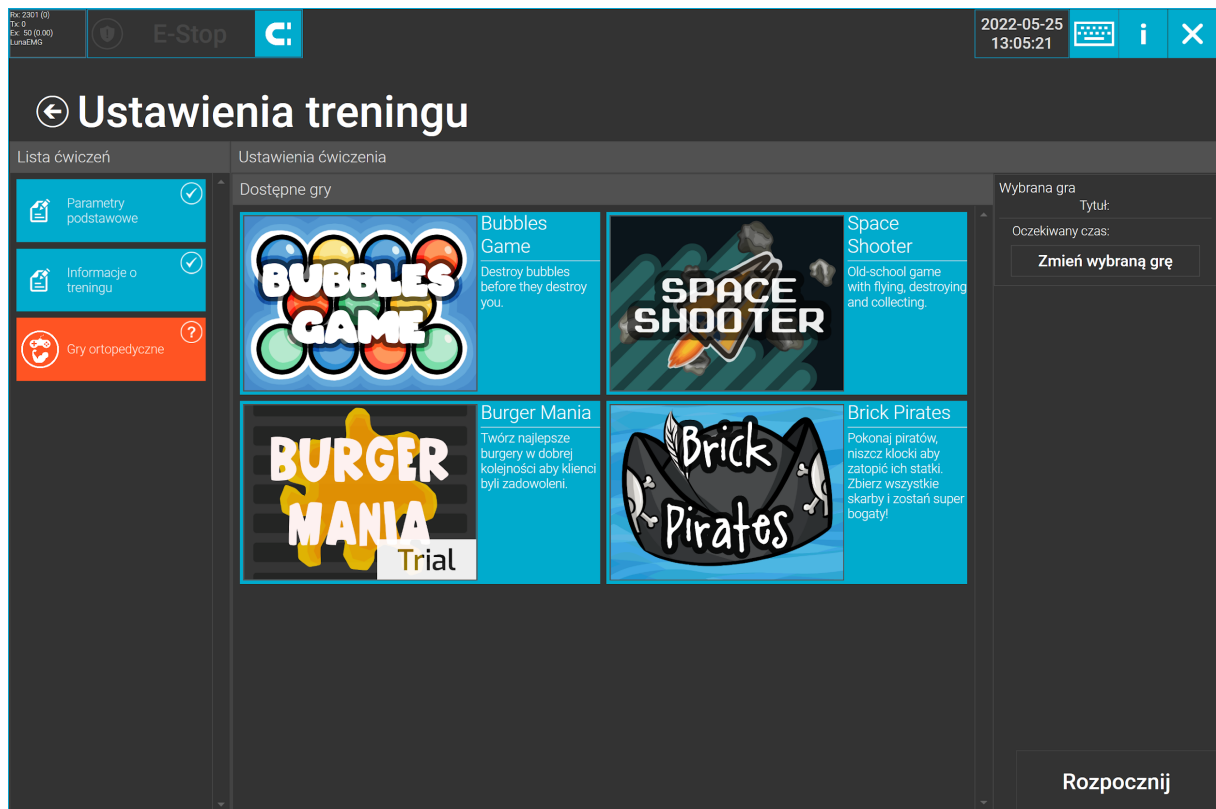 Rx: 2301 (0)
Tx: 0
Ex: 50 (0.00)
LunaEMG
E-Stop
2022-05-25
13:05:21
i
Ustawienia treningu
Lista ćwiczeń
Ustawienia ćwiczenia
Parametry
podstawowe
Informacje o
treningu
Gry ortopedyczne
?
Dostępne gry
BUBBLES
GAME
Bubbles
Game
Destroy bubbles
before they destroy
you.
SPACE
SHOOTER
Space
Shooter
Old-school game
with flying, destroying
and collecting.
BURGER
MANIA
Trial
Burger Mania
Twórz najlepsze
burgery w dobrej
kolejności aby klienci
byli zadowoleni.
Brick
Pirates
Brick Pirates
Pokonaj piratów,
niszcz klocki aby
zatopić ich statki.
Zbierz wszystkie
skarby i zostań super
bogaty!
Wybrana gra
Tytuł:
Oczekiwany czas:
Zmień wybraną grę
Rozpocznij